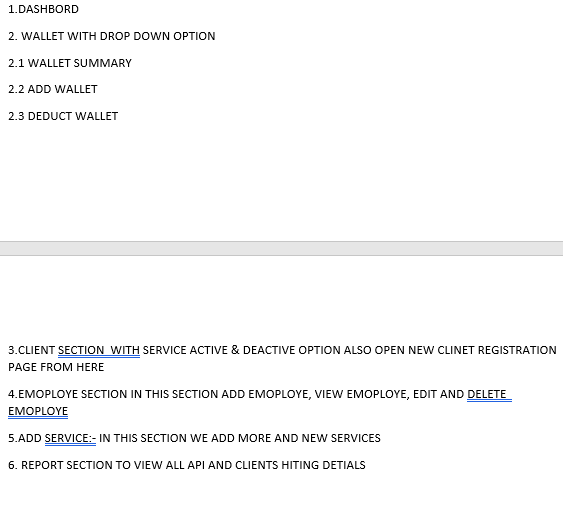 1.DASHBORD
2. WALLET WITH DROP DOWN OPTION
2.1 WALLET SUMMARY
2.2 ADD WALLET
2.3 DEDUCT WALLET
3.CLIENT SECTION  WITH SERVICE ACTIVE & DEACTIVE OPTION ALSO OPEN NEW CLINET REGISTRATION
PAGE FROM HERE
4.EMOPLOYE SECTION IN THIS SECTION ADD EMOPLOYE, VIEW EMOPLOYE, EDIT AND DELETE
EMOPLOYE
5.ADD SERVICE:- IN THIS SECTION WE ADD MORE AND NEW SERVICES
6. REPORT SECTION TO VIEW ALL API AND CLIENTS HITING DETIALS